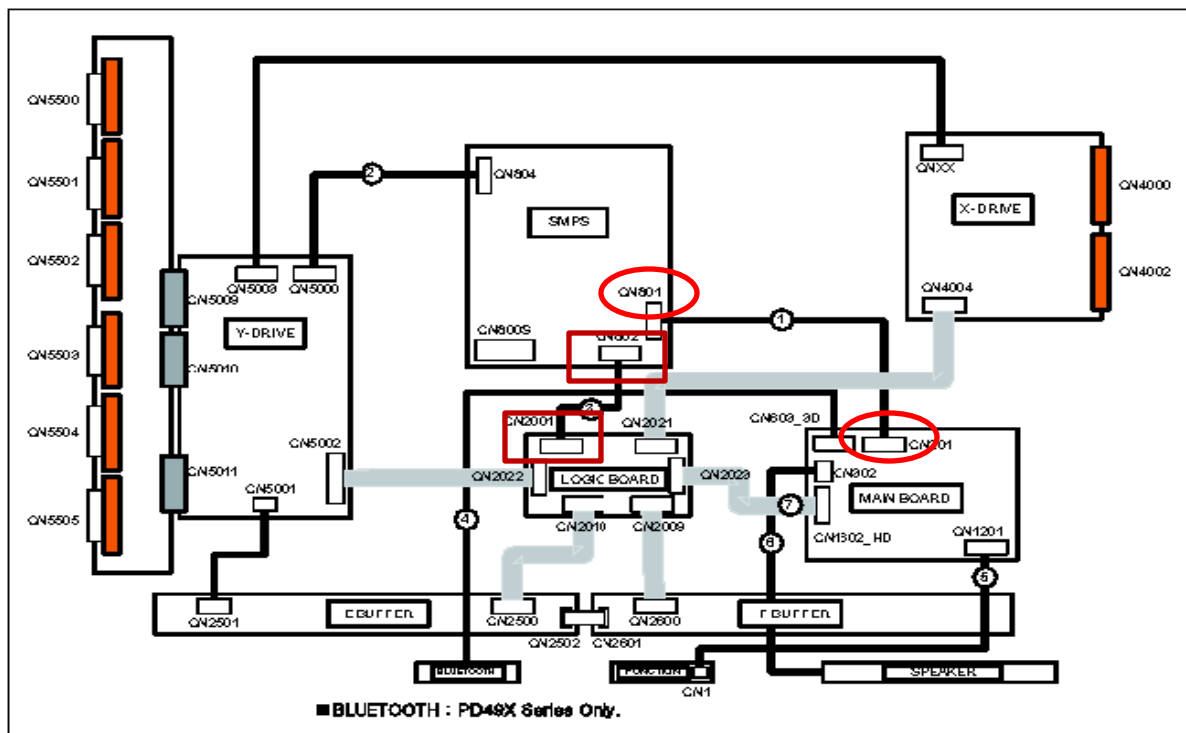 CN5500
CN804
2
CNXX
CN5501
SMPS
X-DRIVE
CN4000
CN5502
CN4002
CN5003
CN5000
CN5009
CN801
CN4004
Y-DRIVE
CN800S
CN802
1
CN5503
CN5010
3
CN603_3D
CN5504
CN5002
CN2001
CN2021
CN201
CN302
CN5011
CN2022
LOGIC BOARD
CN2023
MAIN BOARD
CN5505
CN5001
4
CN2010
CN2009
7
CN1302_HD
CN1201
6
5
CN2501
E BUFFER
CN2500
CN2600
F BUFFER
CN2502
CN2601
BLUETOOTH
FUNCTION
CN1
SPEAKER
■BLUETOOTH : PD49X Series Only.